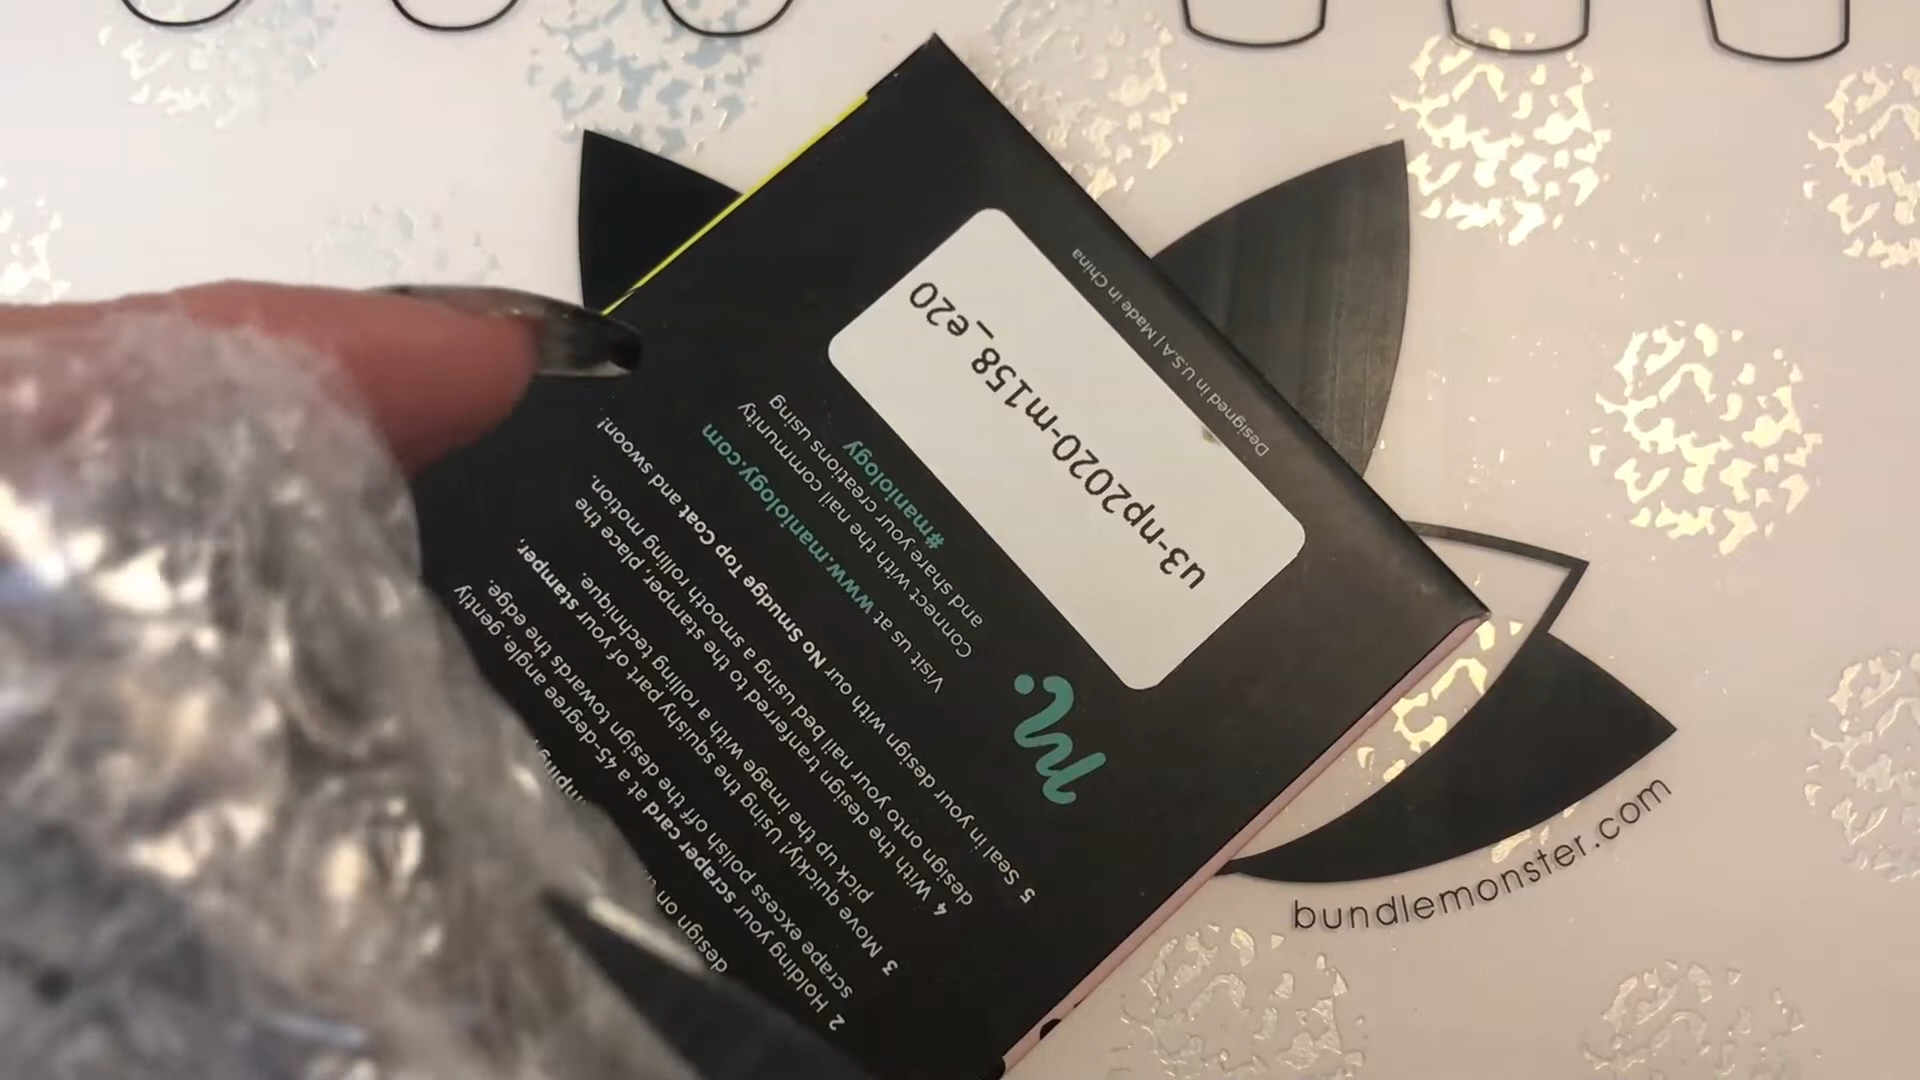 design on
2 Holding your scraper card at a 45-degree angle, gently
scrape excess polish off the design towards the edge.
3 Move quickly! Using the squishy part of your stamper,
pick up the image with a rolling technique.
4 With the design tranferred to the stamper, place the
design onto your nail bed using a smooth rolling motion.
5 Seal in your design with our No Smudge Top Coat and swoon!
m.
Visit us at www.maniology.com
Connect with the nail community
and share your creations using
#maniology
u3-np2020-m158_e20
Designed in U.S.A | Made in China
bundlemonster.com